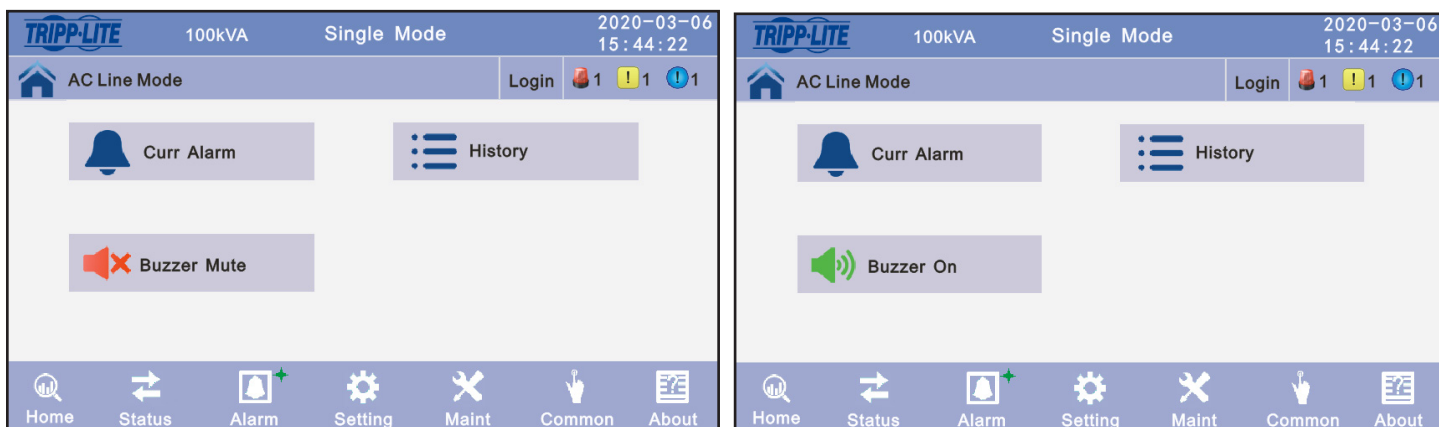 TRIPP·LITE 100kVA Single Mode 2020-03-06
15:44:22
AC Line Mode Login 1 ! 1 ! 1
Curr Alarm History
Buzzer Mute
Home Status Alarm Setting Maint Common About
TRIPP·LITE 100kVA Single Mode 2020-03-06
15:44:22
AC Line Mode Login 1 ! 1 ! 1
Curr Alarm History
Buzzer On
Home Status Alarm Setting Maint Common About